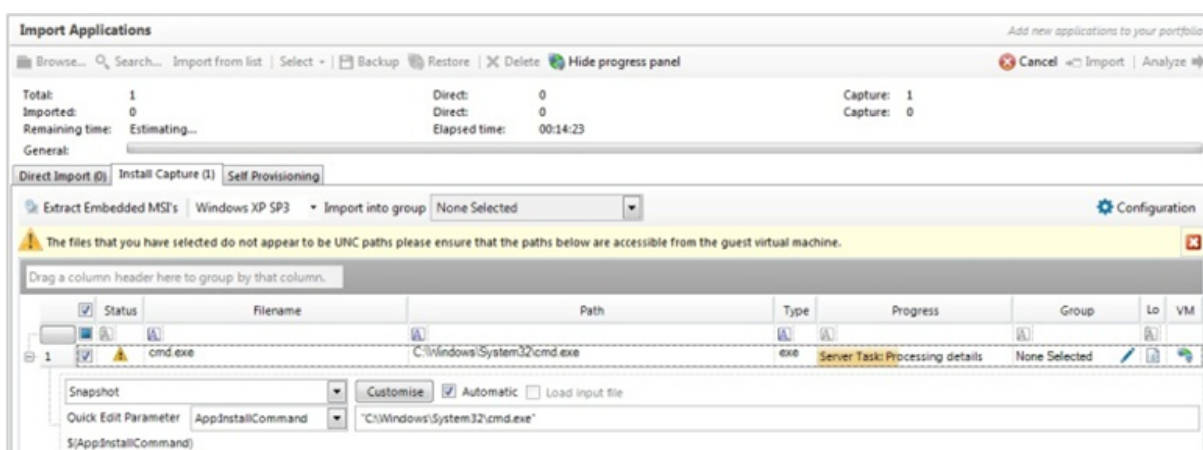 Import Applications Add new applications to your portfolio
Browse... Search... Import from list | Select | Backup Restore | Delete Hide progress panel Cancel Import | Analyze
Total: 1 Direct: 0 Capture: 1
Imported: 0 Direct: 0 Capture: 0
Remaining time: Estimating... Elapsed time: 00:14:23
General:
Direct Import (0) Install Capture (1) Self Provisioning
Extract Embedded MSI's Windows XP SP3 Import into group None Selected Configuration
The files that you have selected do not appear to be UNC paths please ensure that the paths below are accessible from the guest virtual machine.
Drag a column header here to group by that column.
Status Filename Path Type Progress Group Lo VM
1 cmd.exe C:\Windows\System32\cmd.exe exe Server Task: Processing details None Selected
Snapshot Customise Automatic Load input file
Quick Edit Parameter AppInstallCommand "C:\Windows\System32\cmd.exe"
$(AppInstallCommand)